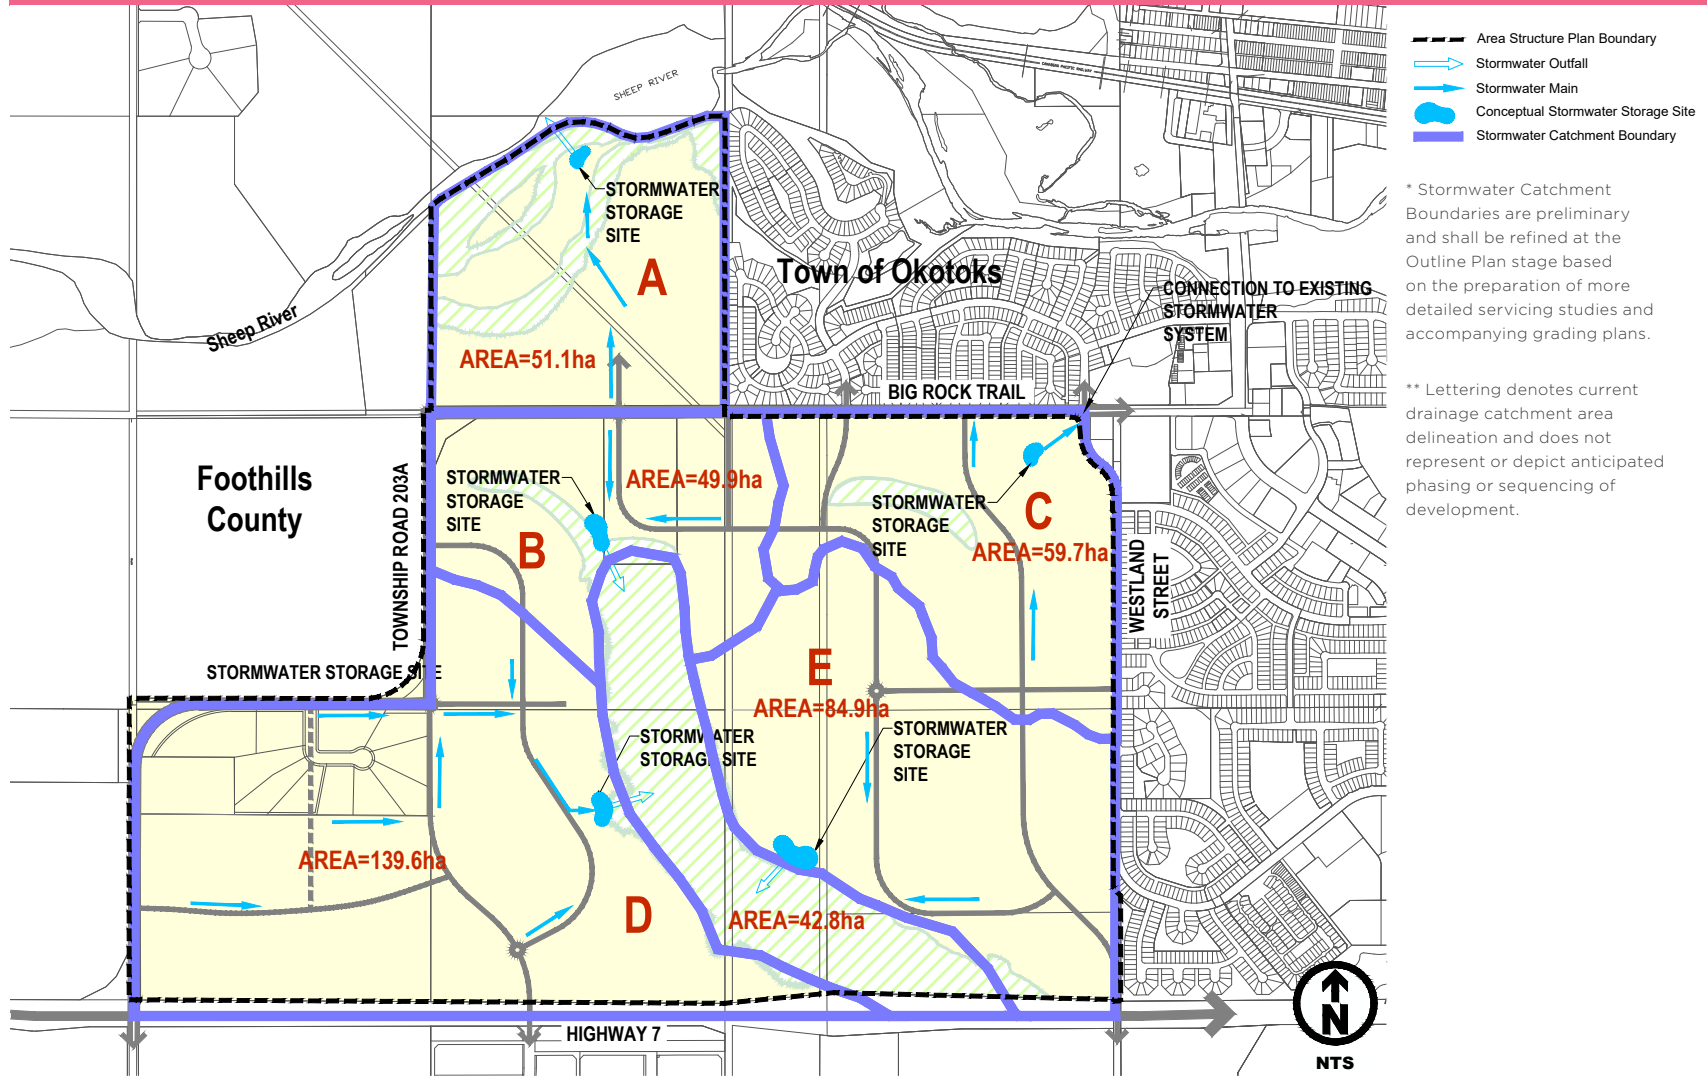 SHEEP RIVER
CANADIAN PACIFIC RAILWAY
STORMWATER
STORAGE
SITE
A
Town of Okotoks
CONNECTION TO EXISTING
STORMWATER
SYSTEM
Sheep River
AREA=51.1ha
BIG ROCK TRAIL
Foothills
County
TOWNSHIP ROAD 203A
STORMWATER
STORAGE
SITE
AREA=49.9ha
B
STORMWATER
STORAGE
SITE
C
AREA=59.7ha
WESTLAND
STREET
STORMWATER STORAGE SITE
E
AREA=84.9ha
STORMWATER
STORAGE SITE
STORMWATER
STORAGE
SITE
AREA=139.6ha
D
AREA=42.8ha
HIGHWAY 7
N
NTS
Area Structure Plan Boundary
Stormwater Outfall
Stormwater Main
Conceptual Stormwater Storage Site
Stormwater Catchment Boundary
* Stormwater Catchment
Boundaries are preliminary
and shall be refined at the
Outline Plan stage based
on the preparation of more
detailed servicing studies and
accompanying grading plans.
** Lettering denotes current
drainage catchment area
delineation and does not
represent or depict anticipated
phasing or sequencing of
development.